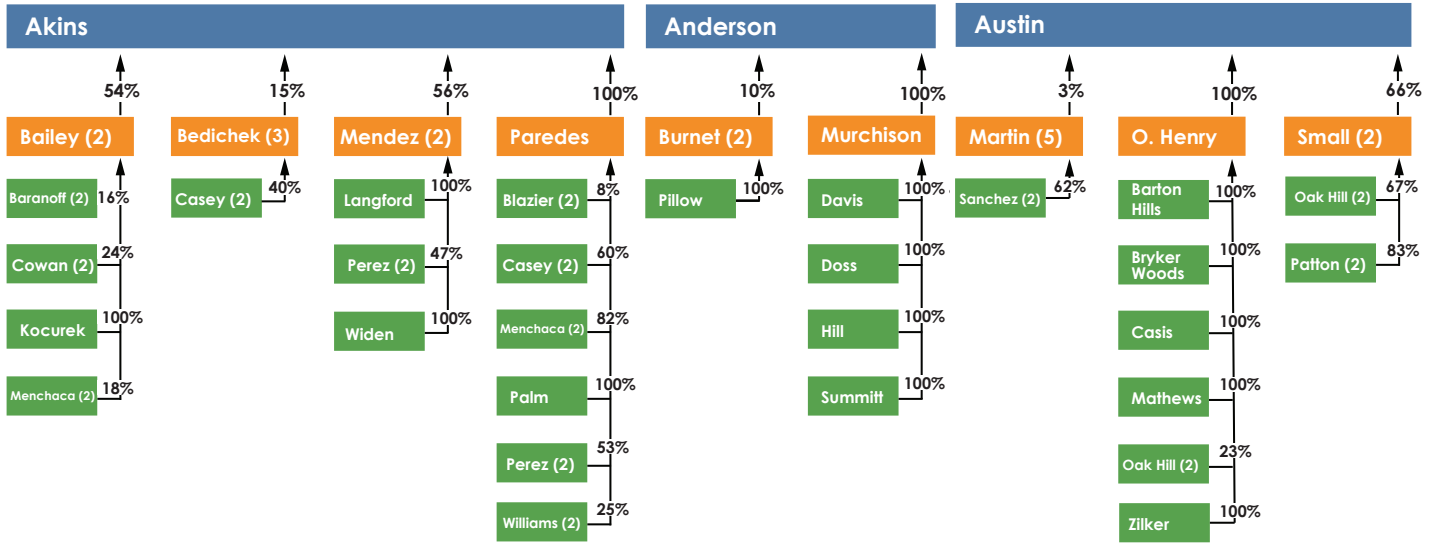 Akins
Anderson
Austin
54%
15%
56%
100%
10%
100%
3%
100%
66%
Bailey (2)
Bedichek (3)
Mendez (2)
Paredes
Burnet (2)
Murchison
Martin (5)
O. Henry
Small (2)
Baranoff (2)
16%
Casey (2)
40%
Langford
100%
Blazier (2)
8%
Pillow
100%
Davis
100%
Sanchez (2)
62%
Barton
Hills
100%
Oak Hill (2)
67%
Cowan (2)
24%
Perez (2)
47%
Casey (2)
60%
Doss
100%
Bryker
Woods
100%
Patton (2)
83%
Kocurek
100%
Widen
100%
Menchaca (2)
82%
Hill
100%
Casis
100%
Menchaca (2)
18%
Palm
100%
Summitt
100%
Mathews
100%
Perez (2)
53%
Oak Hill (2)
23%
Williams (2)
25%
Zilker
100%